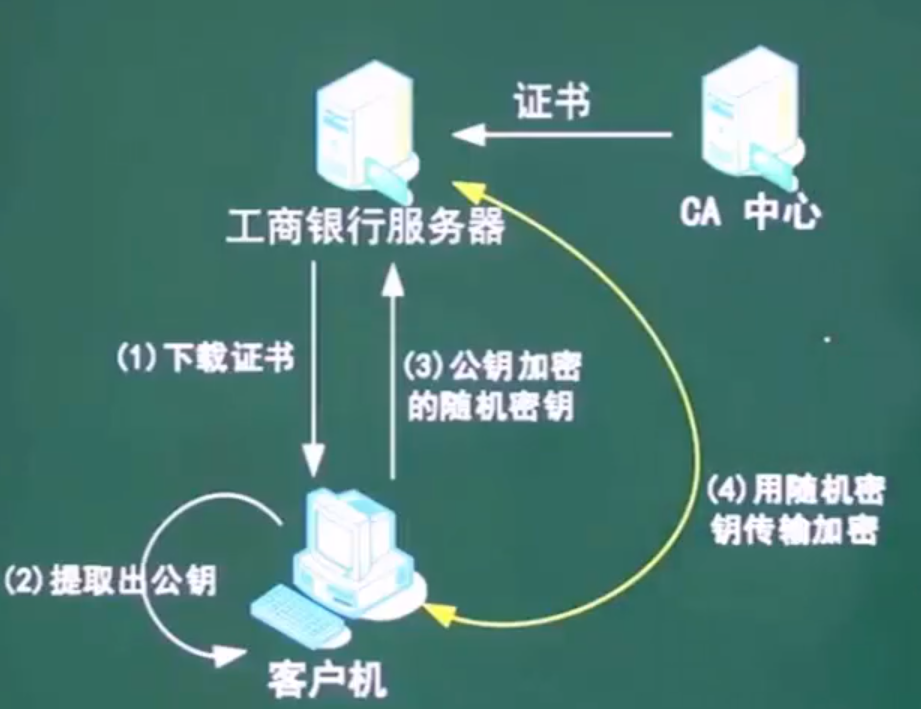 证书
CA 中心
工商银行服务器
(1)下载证书
(3)公钥加密
的随机密钥
(4)用随机密
钥传输加密
(2)提取出公钥
客户机